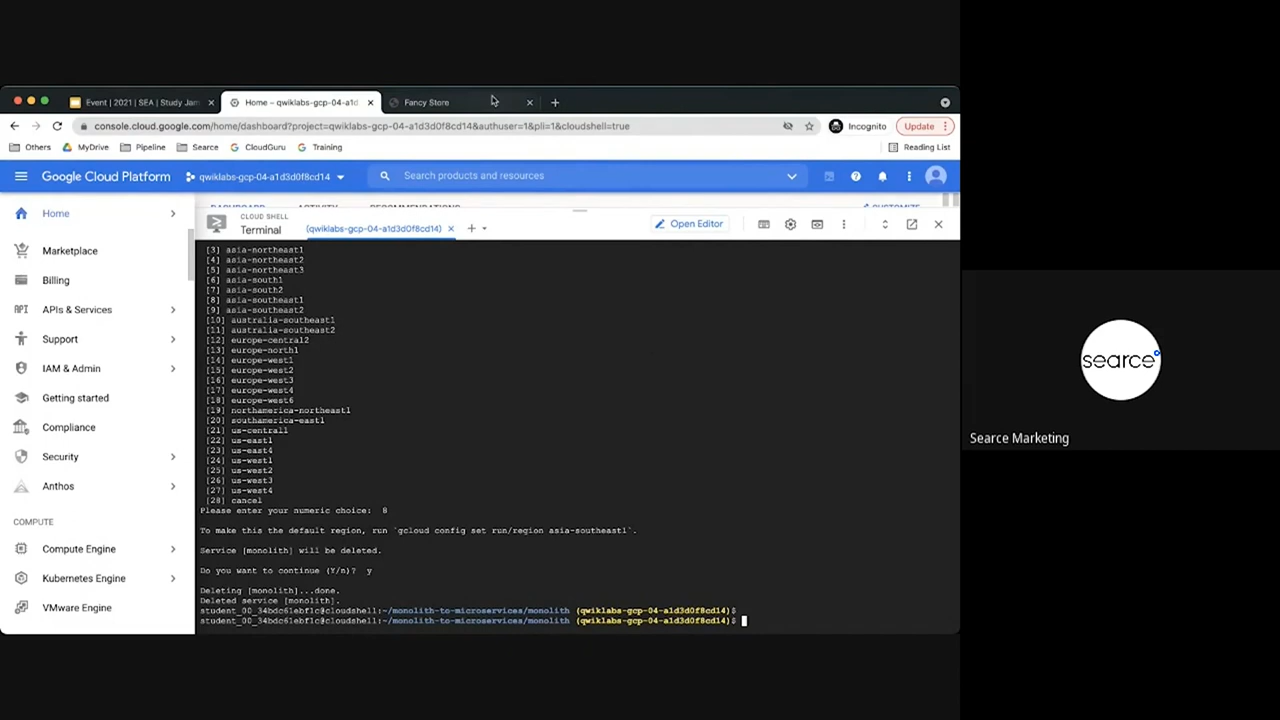 Event | 2021 | SEA | Study Jam
Home – qwiklabs-gcp-04-a1d
Fancy Store
console.cloud.google.com/home/dashboard?project=qwiklabs-gcp-04-a1d3d0f8cd14&authuser=1&pli=1&cloudshell=true
Incognito
Update
Others
MyDrive
Pipeline
Searce
CloudGuru
Training
Reading List
Google Cloud Platform
qwiklabs-gcp-04-a1d3d0f8cd14
Search products and resources
CUSTOMIZE
Home
Marketplace
Billing
API APIs & Services
Support
IAM & Admin
Getting started
Compliance
Security
Anthos
COMPUTE
Compute Engine
Kubernetes Engine
VMware Engine
CLOUD SHELL
Terminal
(qwiklabs-gcp-04-a1d3d0f8cd14)
Open Editor
[3] asia-northeast1
[4] asia-northeast2
[5] asia-northeast3
[6] asia-south1
[7] asia-south2
[8] asia-southeast1
[9] asia-southeast2
[10] australia-southeast1
[11] australia-southeast2
[12] europe-central2
[13] europe-north1
[14] europe-west1
[15] europe-west2
[16] europe-west3
[17] europe-west4
[18] europe-west6
[19] northamerica-northeast1
[20] southamerica-east1
[21] us-central1
[22] us-east1
[23] us-east4
[24] us-west1
[25] us-west2
[26] us-west3
[27] us-west4
[28] cancel
Please enter your numeric choice: 8
To make this the default region, run `gcloud config set run/region asia-southeast1`.
Service [monolith] will be deleted.
Do you want to continue (Y/n)? y
Deleting [monolith]...done.
Deleted service [monolith].
student_00_34bdc61ebf1c@cloudshell:~/monolith-to-microservices/monolith (qwiklabs-gcp-04-a1d3d0f8cd14)$
student_00_34bdc61ebf1c@cloudshell:~/monolith-to-microservices/monolith (qwiklabs-gcp-04-a1d3d0f8cd14)$
searce
Searce Marketing